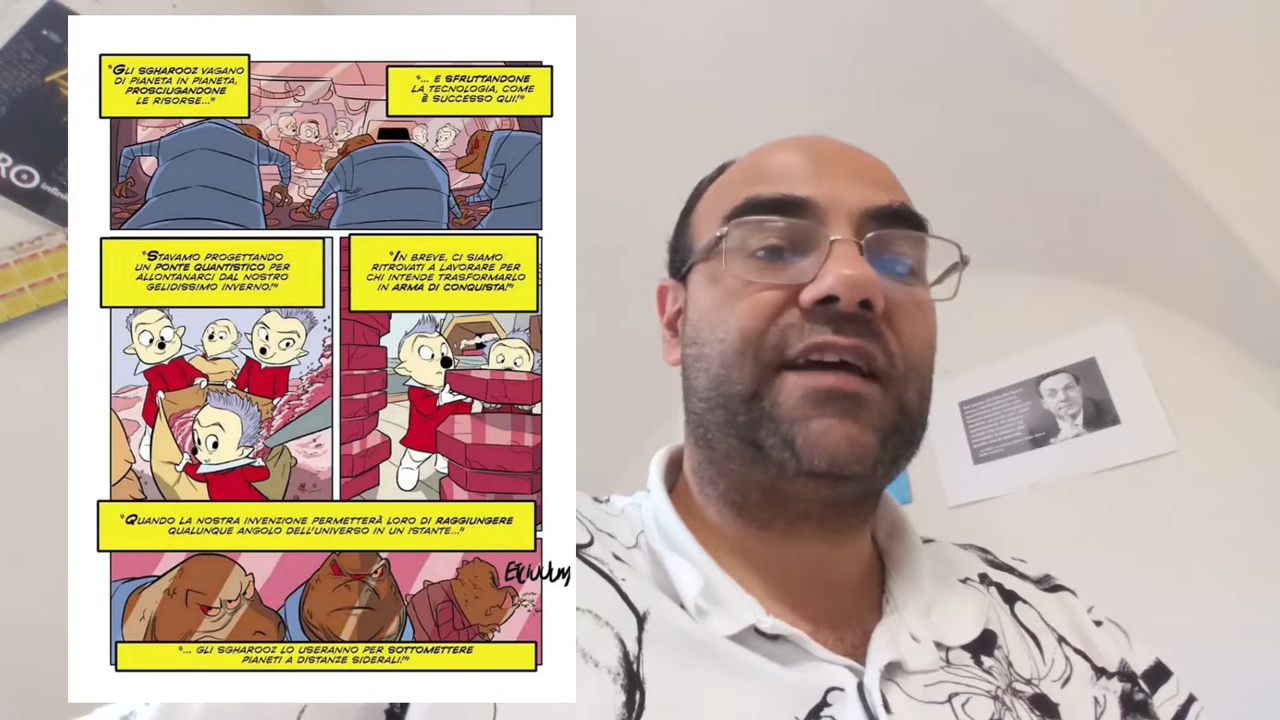 "GLI SGHAROOZ VAGANO
DI PIANETA IN PIANETA,
PROSCIUGANDONE
LE RISORSE..."
"... E SFRUTTANDONE
LA TECNOLOGIA, COME
È SUCCESSO QUI!"
"STAVAMO PROGETTANDO
UN PONTE QUANTISTICO PER
ALLONTANARCI DAL NOSTRO
GELIDISSIMO INVERNO!"
"IN BREVE, CI SIAMO
RITROVATI A LAVORARE PER
CHI INTENDE TRASFORMARLO
IN ARMA DI CONQUISTA!"
"QUANDO LA NOSTRA INVENZIONE PERMETTERÀ LORO DI RAGGIUNGERE
QUALUNQUE ANGOLO DELL'UNIVERSO IN UN ISTANTE..."
"... GLI SGHAROOZ LO USERANNO PER SOTTOMETTERE
PIANETI A DISTANZE SIDERALI!"
RO